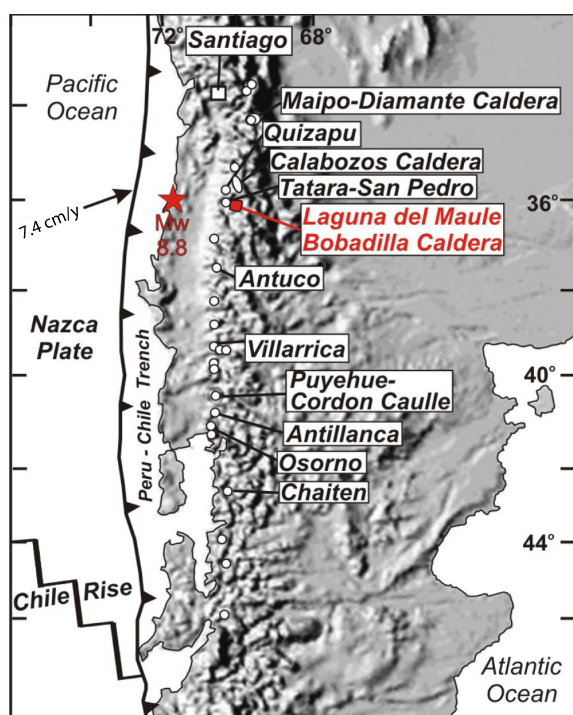 72°
68°
Santiago
Pacific
Ocean
Maipo-Diamante Caldera
Quizapu
Calabozos Caldera
Tatara-San Pedro
36°
7.4 cm/y
Mw
8.8
Laguna del Maule
Bobadilla Caldera
Antuco
Nazca
Plate
Peru - Chile Trench
Villarrica
40°
Puyehue-
Cordon Caulle
Antillanca
Osorno
Chaiten
44°
Chile Rise
Atlantic
Ocean